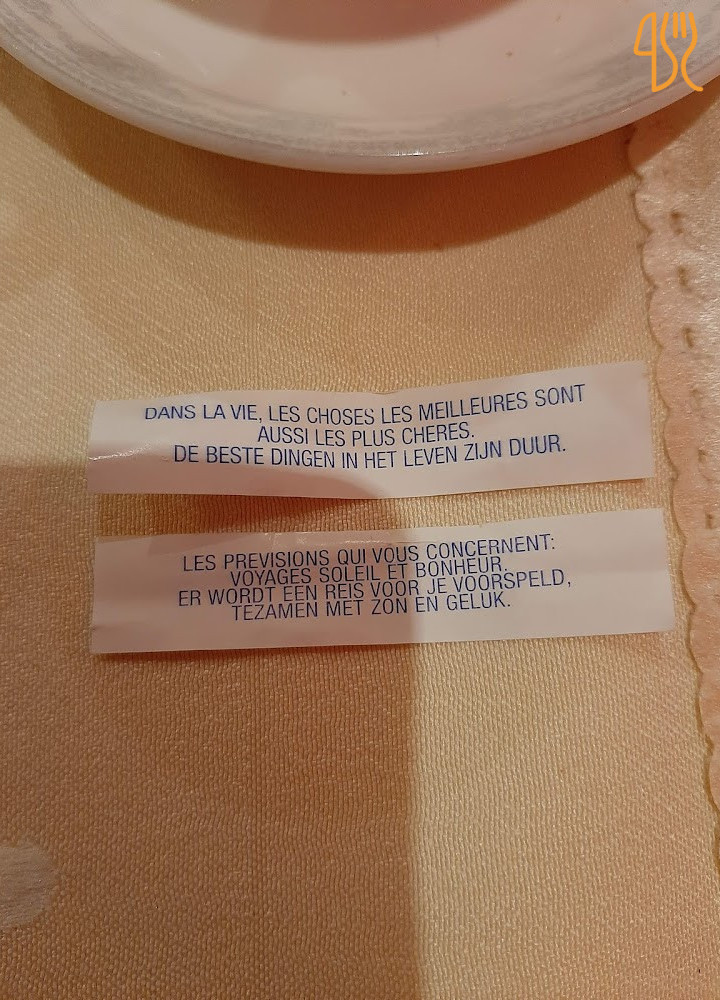 DANS LA VIE, LES CHOSES LES MEILLEURES SONT
AUSSI LES PLUS CHERES.
DE BESTE DINGEN IN HET LEVEN ZIJN DUUR.
LES PREVISIONS QUI VOUS CONCERNENT:
VOYAGES SOLEIL ET BONHEUR.
ER WORDT EEN REIS VOOR JE VOORSPELD,
TEZAMEN MET ZON EN GELUK.